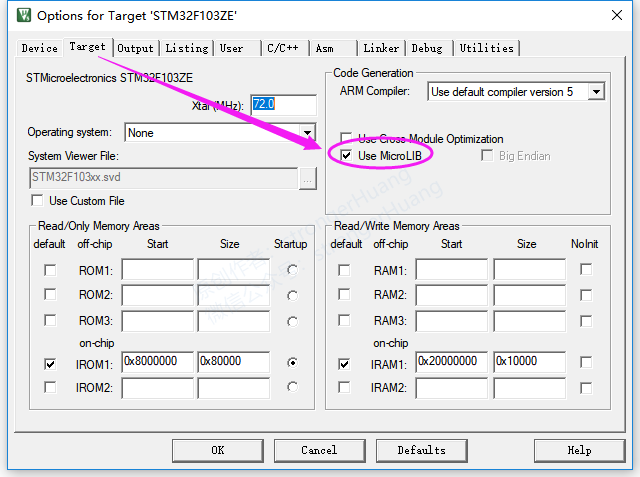 Options for Target 'STM32F103ZE'
Device Target Output Listing User C/C++ Asm Linker Debug Utilities
STMicroelectronics STM32F103ZE
Xtal (MHz): 72.0
Operating system: None
System Viewer File:
STM32F103xx.svd ...
Use Custom File
Code Generation
ARM Compiler: Use default compiler version 5
Use Cross Module Optimization
Use MicroLIB Big Endian
Read/Only Memory Areas
default off-chip Start Size Startup
ROM1:
ROM2:
ROM3:
on-chip
IROM1: 0x8000000 0x80000
IROM2:
Read/Write Memory Areas
default off-chip Start Size NoInit
RAM1:
RAM2:
RAM3:
on-chip
IRAM1: 0x20000000 0x10000
IRAM2:
OK Cancel Defaults Help